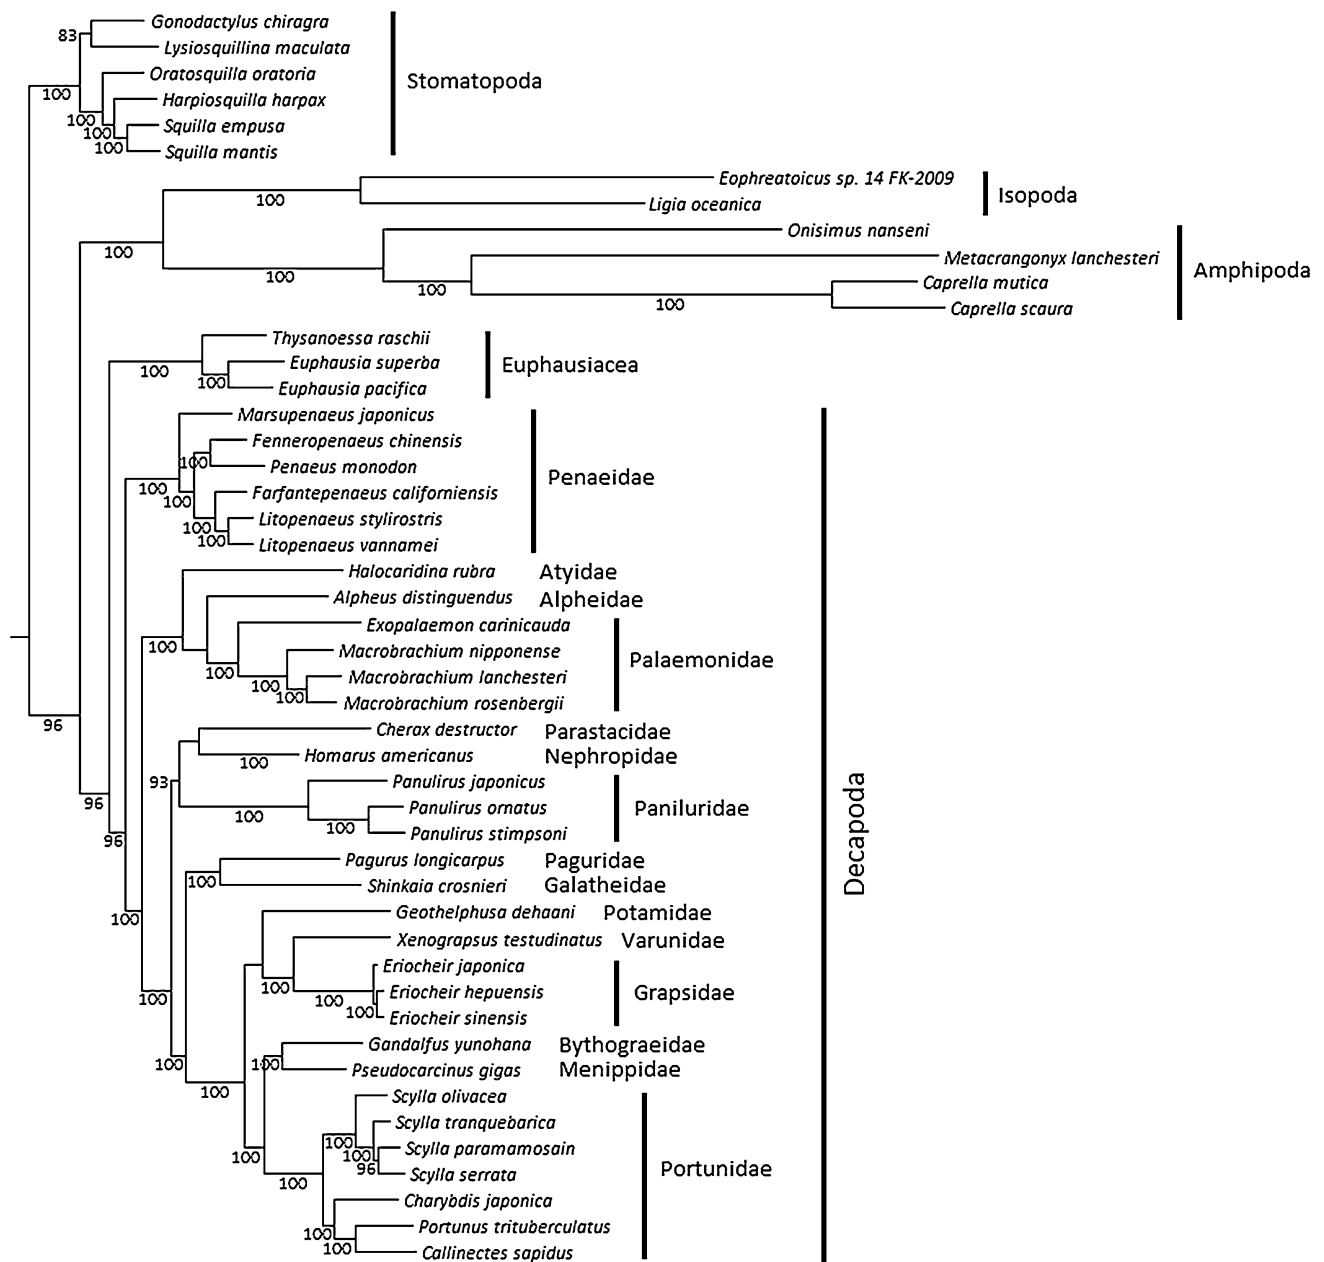 Gonodactylus chiragra
83
Lysiosquillina maculata
Oratosquilla oratoria
Stomatopoda
100
Harpiosquilla harpax
100
Squilla empusa
100
100
Squilla mantis
Eophreatoicus sp. 14 FK-2009
100
Isopoda
Ligia oceanica
Onisimus nanseni
100
Metacrangonyx lanchesteri
100
Amphipoda
Caprella mutica
100
100
Caprella scaura
Thysanoessa raschii
Euphausia superba
Euphausiacea
100
100
Euphausia pacifica
Marsupenaeus japonicus
Fenneropenaeus chinensis
100
Penaeus monodon
Penaeidae
100
Farfantepenaeus californiensis
100
Litopenaeus stylirostris
100
100
Litopenaeus vannamei
Halocaridina rubra
Atyidae
Alpheus distinguendus
Alpheidae
Exopalaemon carinicauda
100
Macrobrachium nipponense
Palaemonidae
100
Macrobrachium lanchesteri
100
100
Macrobrachium rosenbergii
96
Cherax destructor
Parastacidae
Homarus americanus
Nephropidae
100
93
Panulirus japonicus
96
Panulirus ornatus
Paniluridae
100
100
Panulirus stimpsoni
96
Decapoda
Pagurus longicarpus
Paguridae
100
Shinkaia crosnieri
Galatheidae
100
Geothelphusa dehaani
Potamidae
Xenograpsus testudinatus
Varunidae
Eriocheir japonica
100
100
Eriocheir hepuensis
Grapsidae
100
100
Eriocheir sinensis
Gandalfus yunohana
Bythograeidae
100
100
Pseudocarcinus gigas
Menippidae
100
Scylla olivacea
Scylla tranquebarica
100
Scylla paramamosain
100
100
96
Scylla serrata
Portunidae
100
Charybdis japonica
Portunus trituberculatus
100
100
Callinectes sapidus